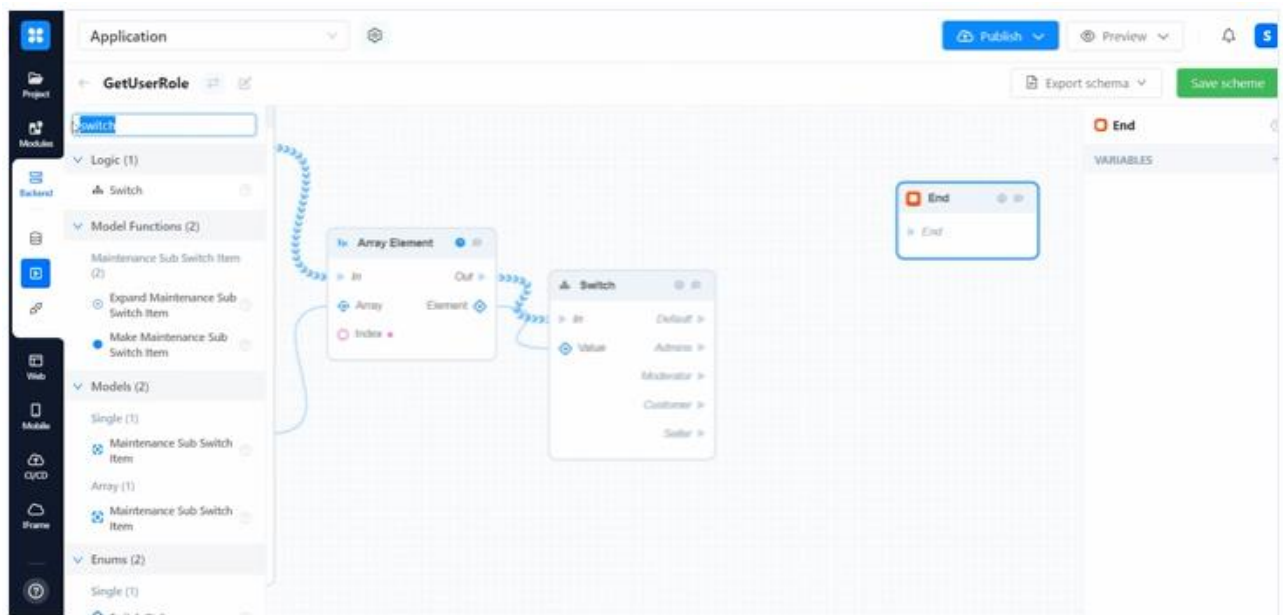 Application
Publish
Preview
S
Project
GetUserRole
Export schema
Save scheme
switch
End
Modules
Logic (1)
VARIABLES
Backend
Switch
End
Model Functions (2)
End
Maintenance Sub Switch Item
(2)
Array Element
In
Out
Expand Maintenance Sub
Switch Item
Switch
Array
Element
In
Default
Make Maintenance Sub
Switch Item
Index
Value
Admins
Web
Moderator
Models (2)
Customer
Single (1)
Mobile
Maintenance Sub Switch
Item
CI/CD
Array (1)
Maintenance Sub Switch
Item
IFrame
Enums (2)
Single (1)